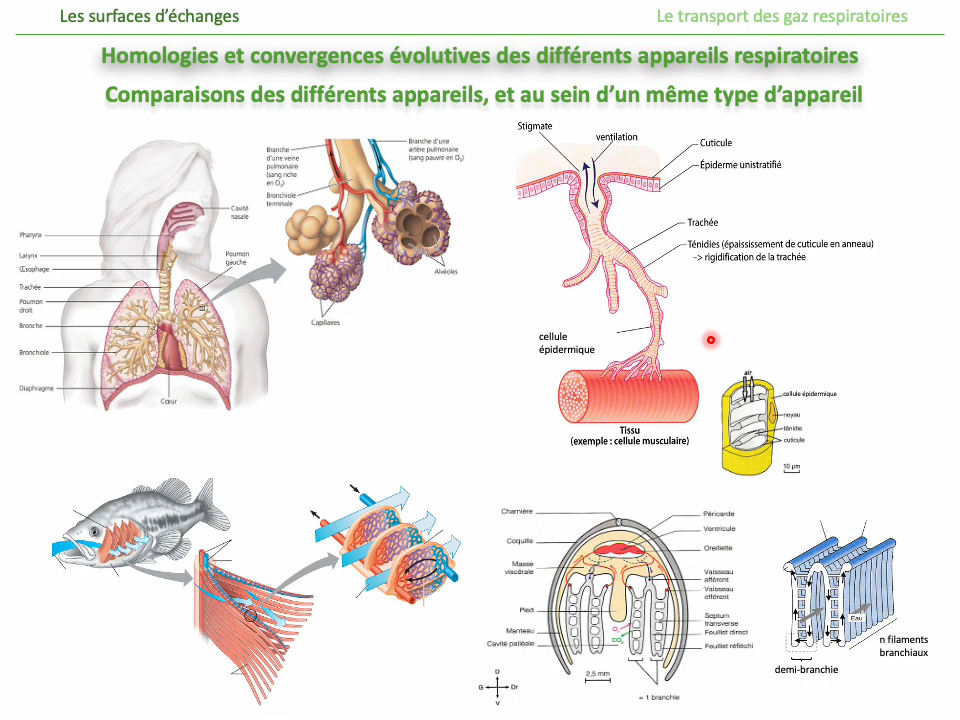 Les surfaces d'échanges
Le transport des gaz respiratoires
Homologies et convergences évolutives des différents appareils respiratoires
Comparaisons des différents appareils, et au sein d'un même type d'appareil
Cavité
nasale
Pharynx
Larynx
Œsophage
Trachée
Poumon
droit
Bronche
Bronchiole
Diaphragme
Poumon
gauche
Cœur
Branche
d'une veine
pulmonaire
(sang riche
en O₂)
Bronchiole
terminale
Branche d'une
artère pulmonaire
(sang pauvre en O₂)
Alvéoles
Capillaires
Stigmate
ventilation
Cuticule
Épiderme unistratifié
Trachée
Ténidies (épaississement de cuticule en anneau)
–> rigidification de la trachée
cellule
épidermique
Tissu
(exemple : cellule musculaire)
air
cellule épidermique
noyau
ténidie
cuticule
10 µm
Charnière
Coquille
Masse
viscérale
Pied
Manteau
Cavité palléale
Péricarde
Ventricule
Oreillette
Vaisseau
afférent
Vaisseau
efférent
Septum
transverse
Feuillet direct
Feuillet réfléchi
O₂
CO₂
D
G
Dr
V
2,5 mm
= 1 branchie
Eau
n filaments
branchiaux
demi-branchie